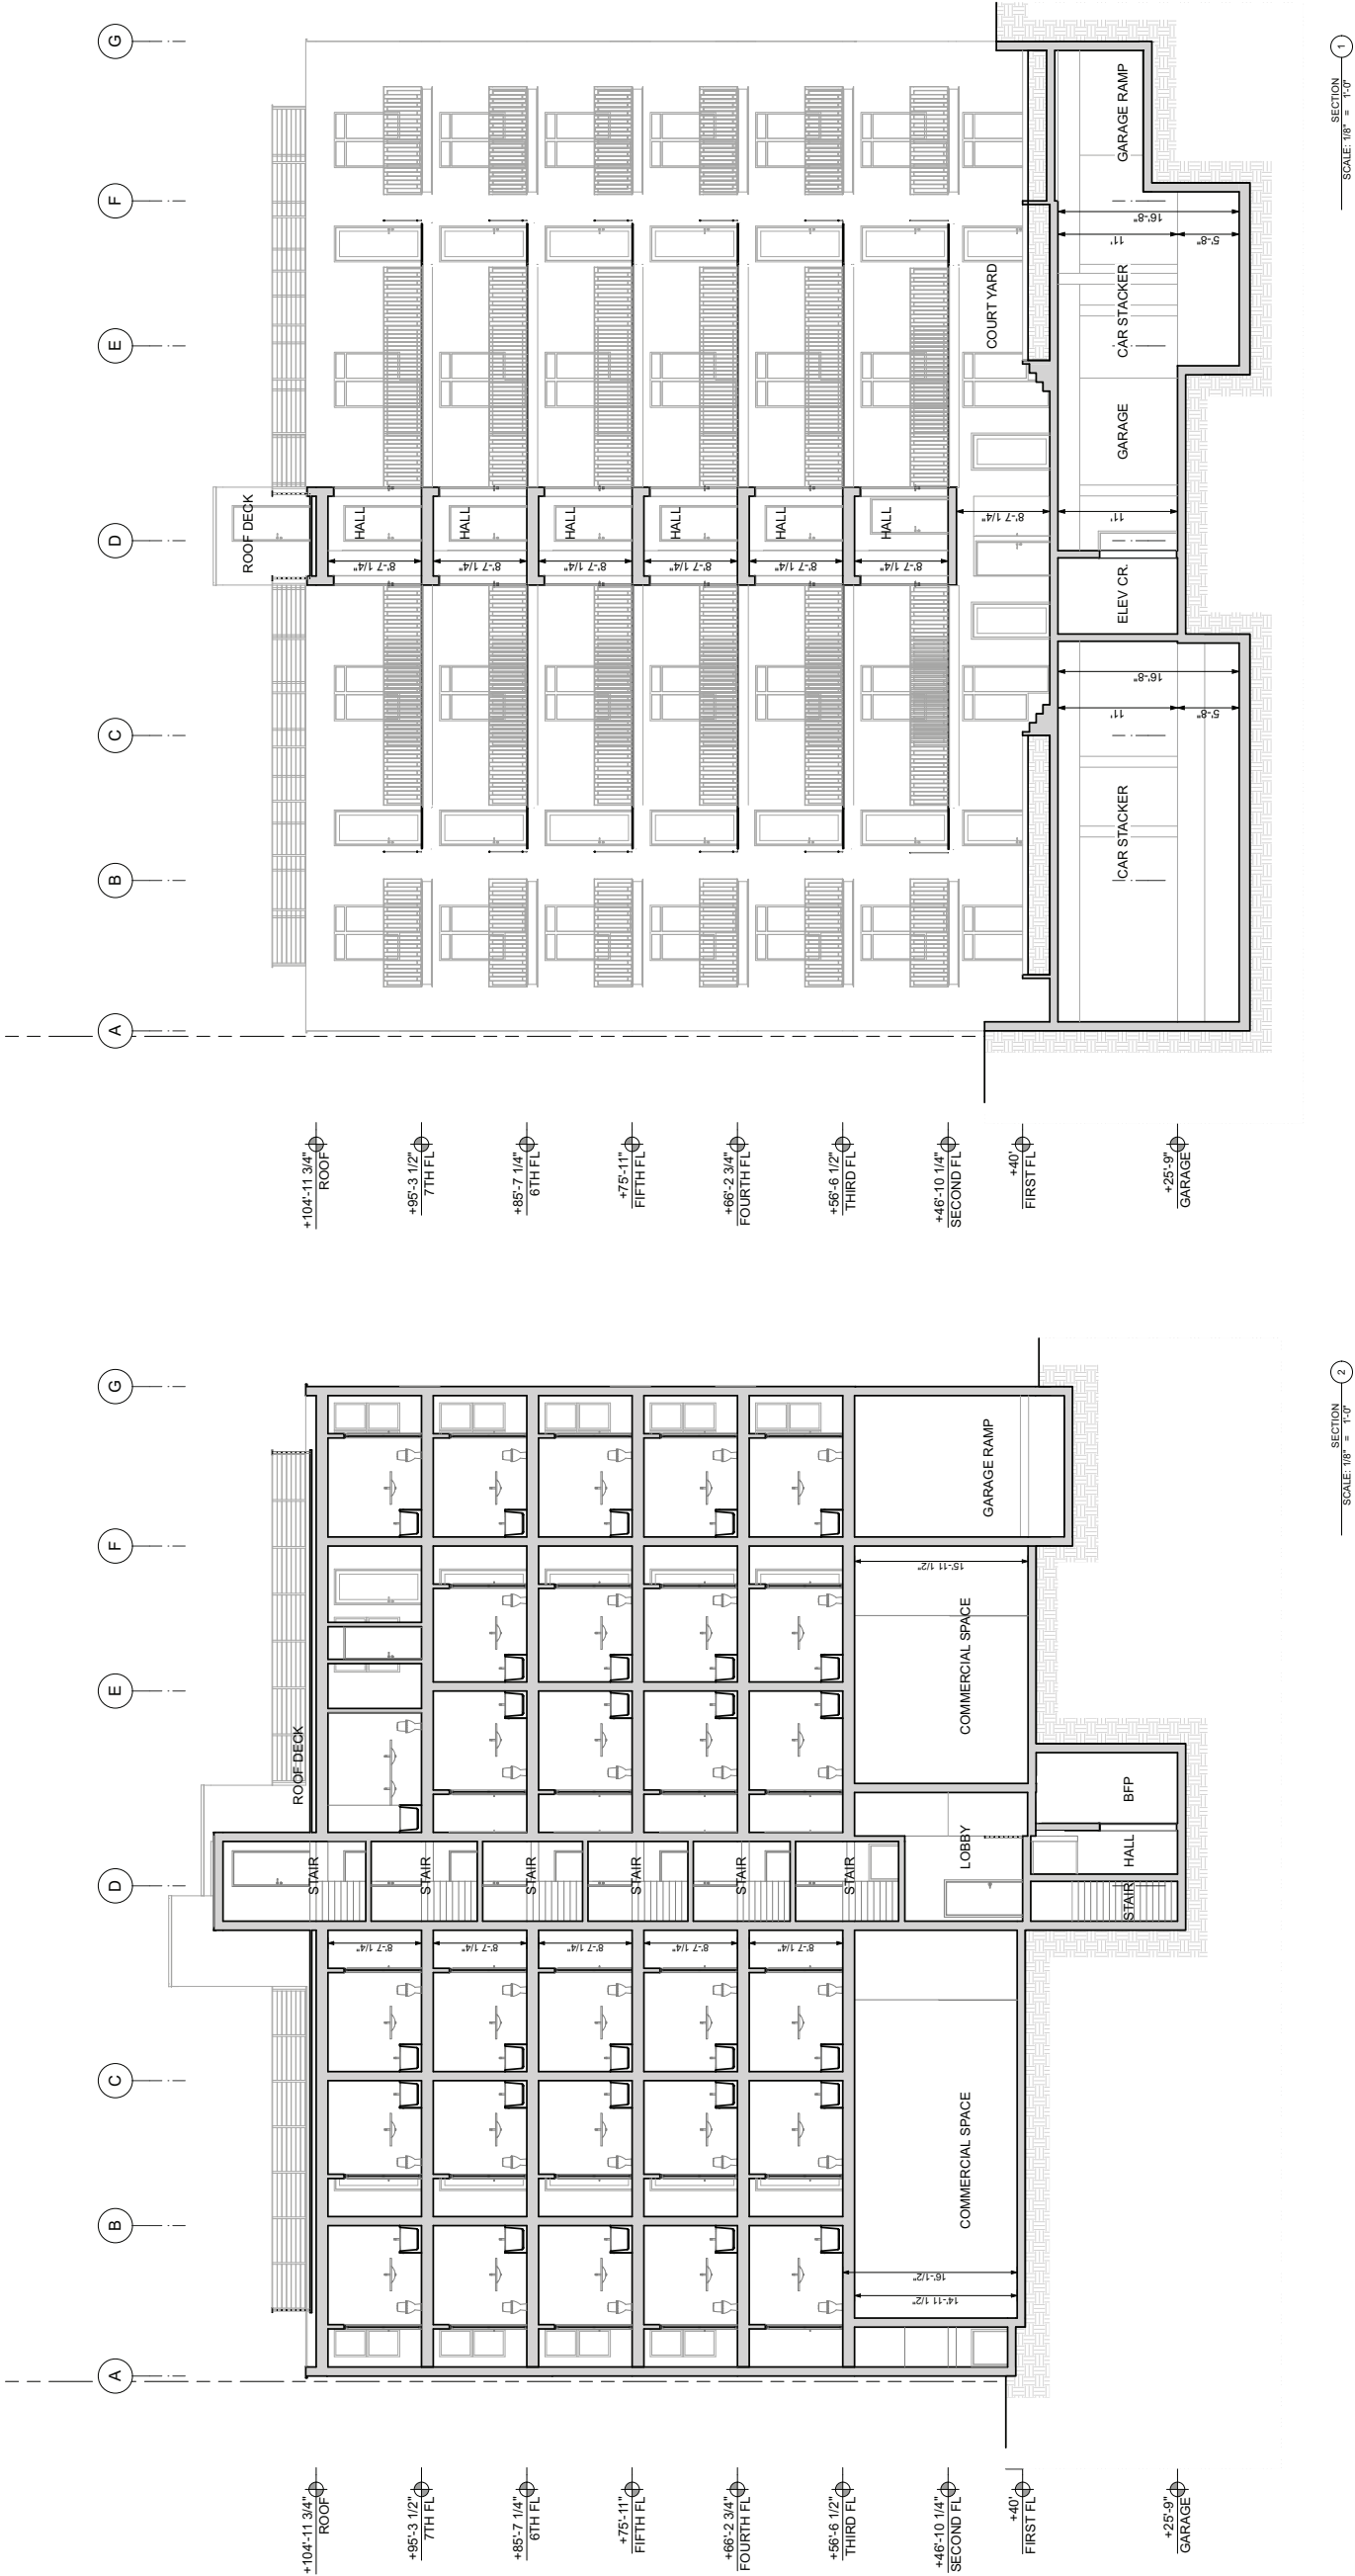 G
F
E
D
C
B
A
ROOF DECK
HALL
HALL
HALL
HALL
HALL
HALL
8'-7 1/4"
8'-7 1/4"
8'-7 1/4"
8'-7 1/4"
8'-7 1/4"
8'-7 1/4"
8'-7 1/4"
COURT YARD
GARAGE RAMP
CAR STACKER
GARAGE
ELEV CR.
CAR STACKER
16'-8"
11'
5'-8"
11'
16'-8"
11'
5'-8"
+104'-11 3/4"
ROOF
+95'-3 1/2"
7TH FL
+85'-7 1/4"
6TH FL
+75'-11"
FIFTH FL
+66'-2 3/4"
FOURTH FL
+56'-6 1/2"
THIRD FL
+46'-10 1/4"
SECOND FL
+40'
FIRST FL
+25'-9"
GARAGE
SECTION
SCALE: 1/8" = 1'-0"
1
G
F
E
D
C
B
A
ROOF DECK
STAIR
STAIR
STAIR
STAIR
STAIR
STAIR
8'-7 1/4"
8'-7 1/4"
8'-7 1/4"
8'-7 1/4"
8'-7 1/4"
GARAGE RAMP
15'-11 1/2"
COMMERCIAL SPACE
LOBBY
BFP
HALL
STAIR
COMMERCIAL SPACE
16'-1/2"
14'-11 1/2"
+104'-11 3/4"
ROOF
+95'-3 1/2"
7TH FL
+85'-7 1/4"
6TH FL
+75'-11"
FIFTH FL
+66'-2 3/4"
FOURTH FL
+56'-6 1/2"
THIRD FL
+46'-10 1/4"
SECOND FL
+40'
FIRST FL
+25'-9"
GARAGE
SECTION
SCALE: 1/8" = 1'-0"
2